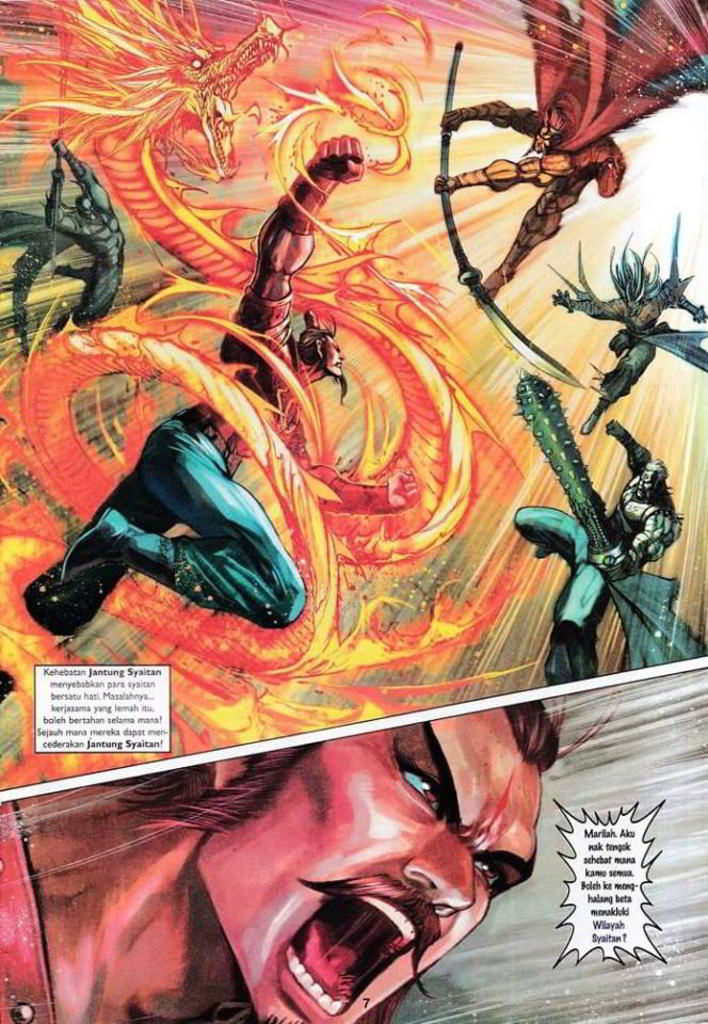 Kehebatan Jantung Syaitan
menyebabkan para syaitan
bersatu hati. Masalahnya...
kerjasama yang lemah itu,
boleh bertahan selama mana?
Sejauh mana mereka dapat men-
cederakan Jantung Syaitan!
Marilah. Aku
nak tengok
sehebat mana
kamu semua.
Boleh ke meng-
halang beta
menakluki
Wilayah
Syaitan?
7